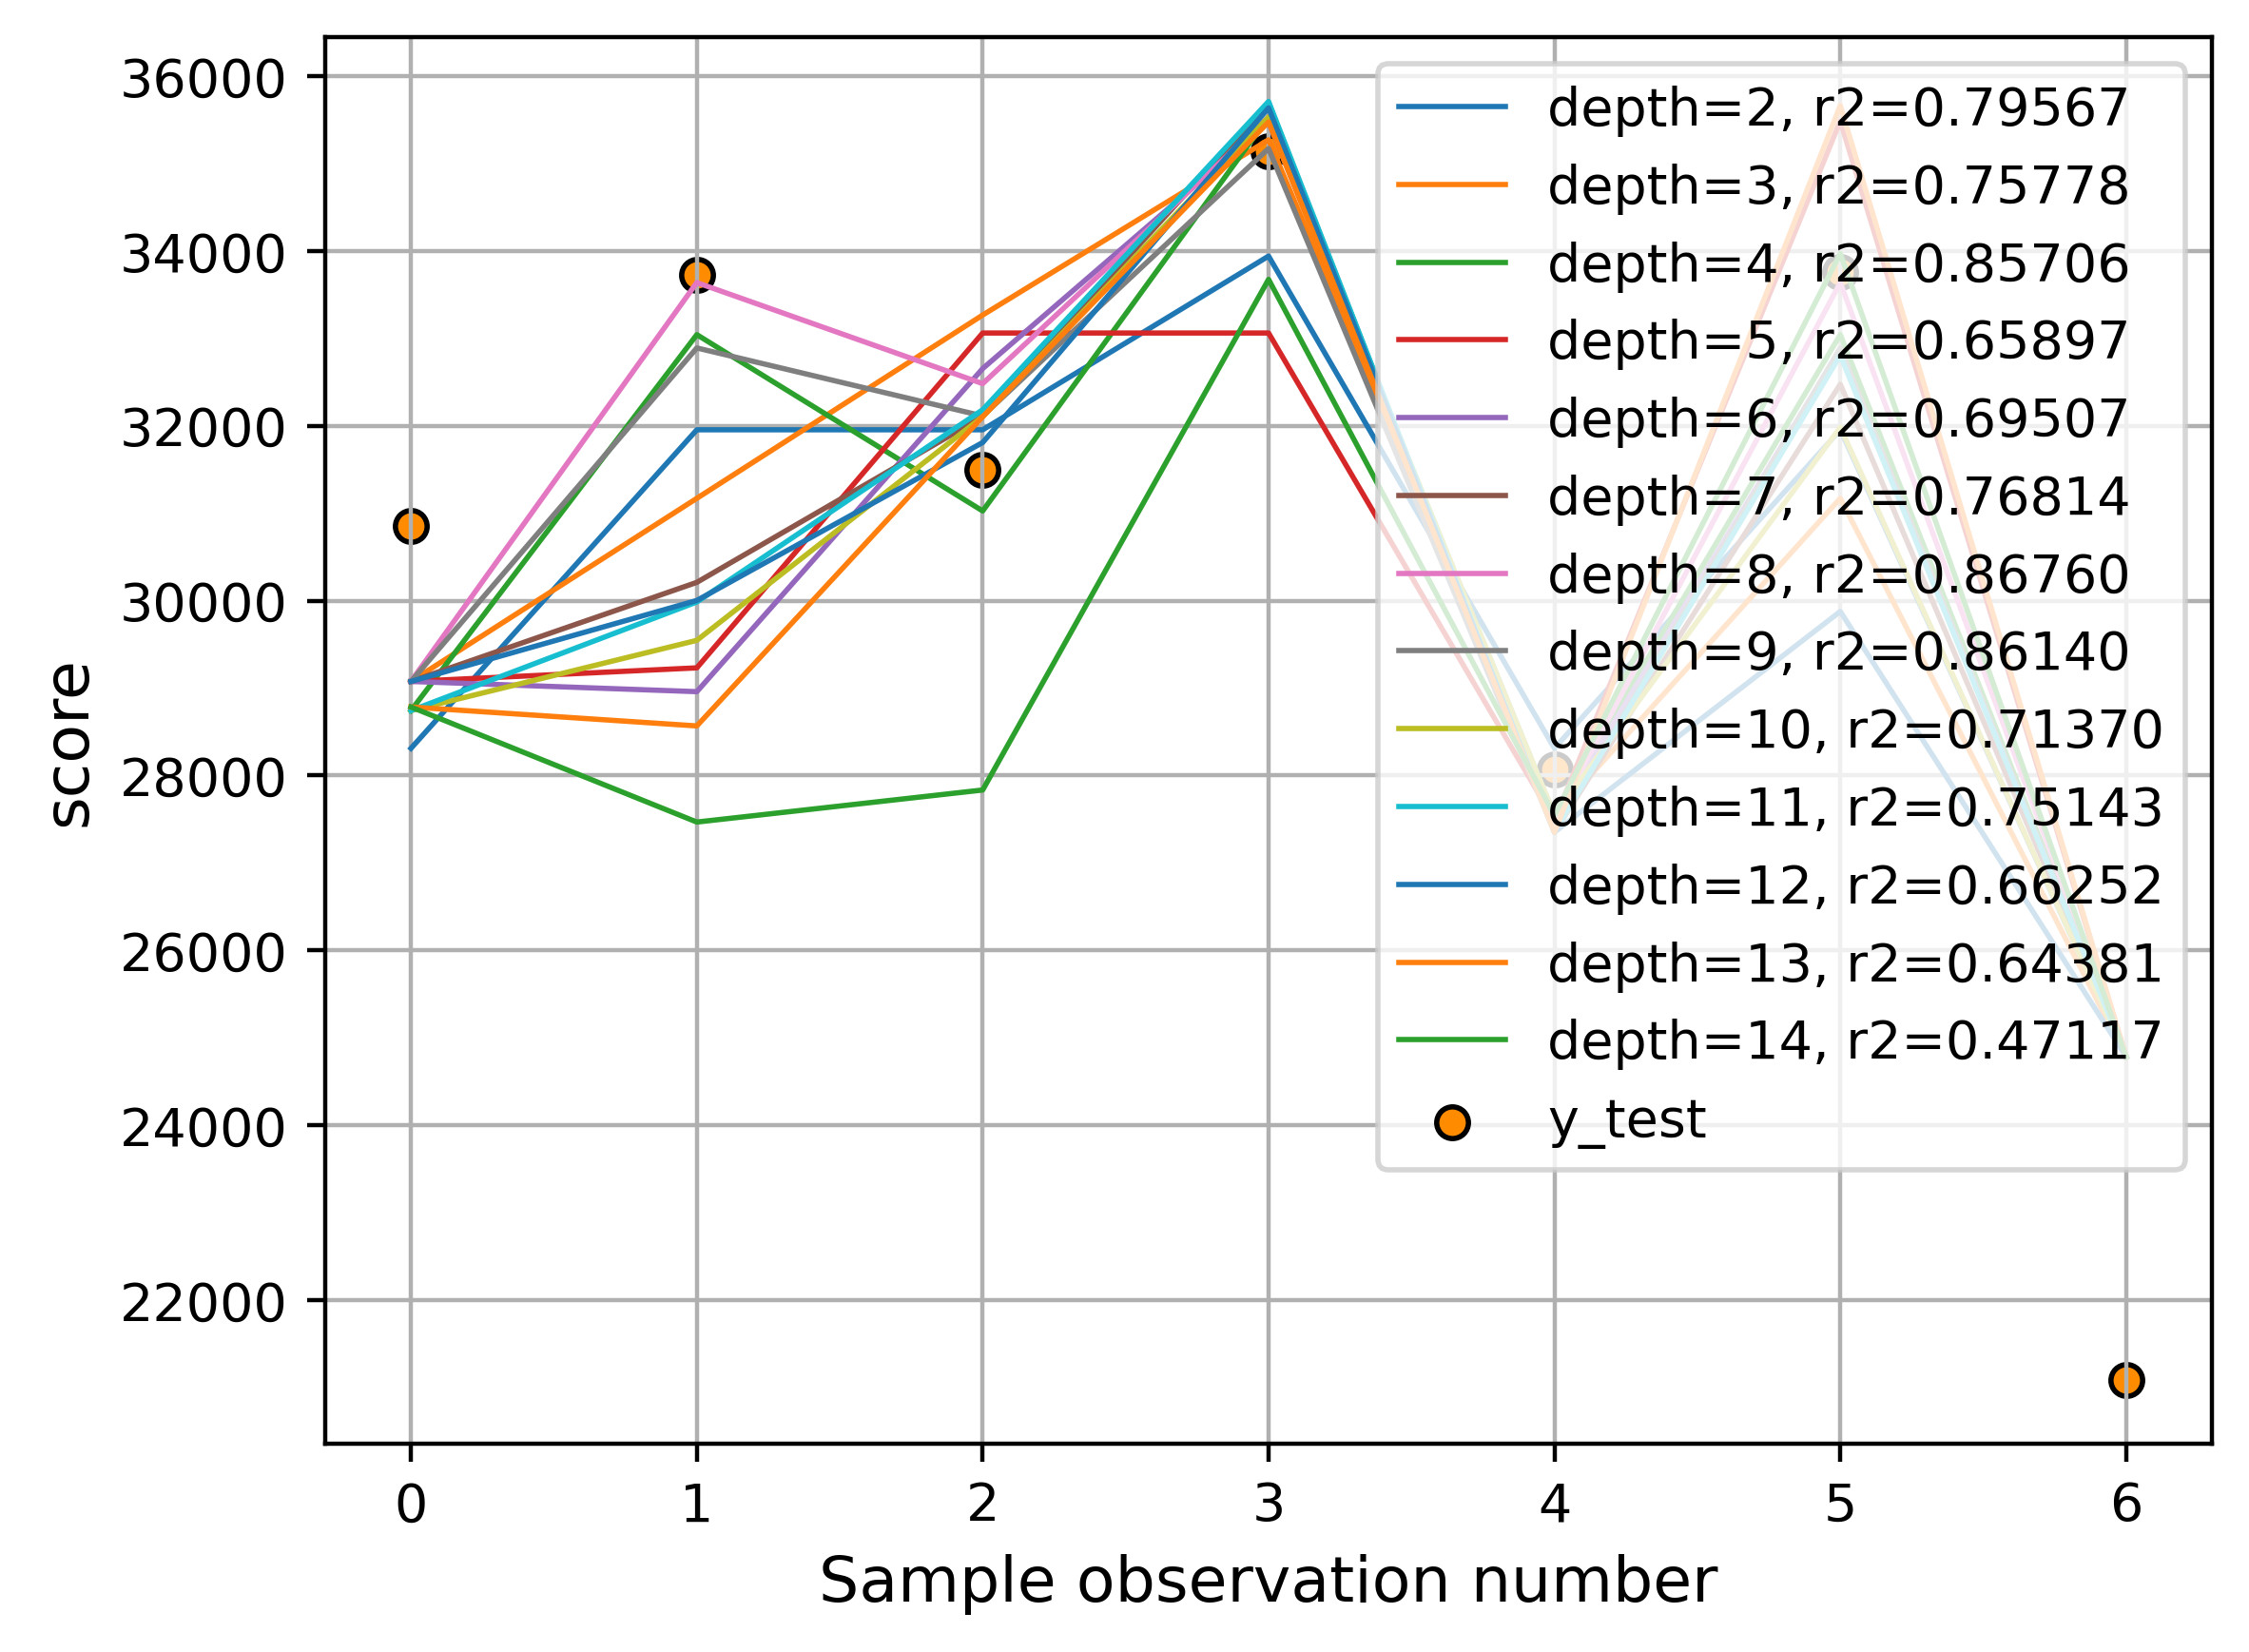 36000
34000
32000
30000
28000
26000
24000
22000
score
depth=2, r2=0.79567
depth=3, r2=0.75778
depth=4, r2=0.85706
depth=5, r2=0.65897
depth=6, r2=0.69507
depth=7, r2=0.76814
depth=8, r2=0.86760
depth=9, r2=0.86140
depth=10, r2=0.71370
depth=11, r2=0.75143
depth=12, r2=0.66252
depth=13, r2=0.64381
depth=14, r2=0.47117
y_test
0 1 2 3 4 5 6
Sample observation number